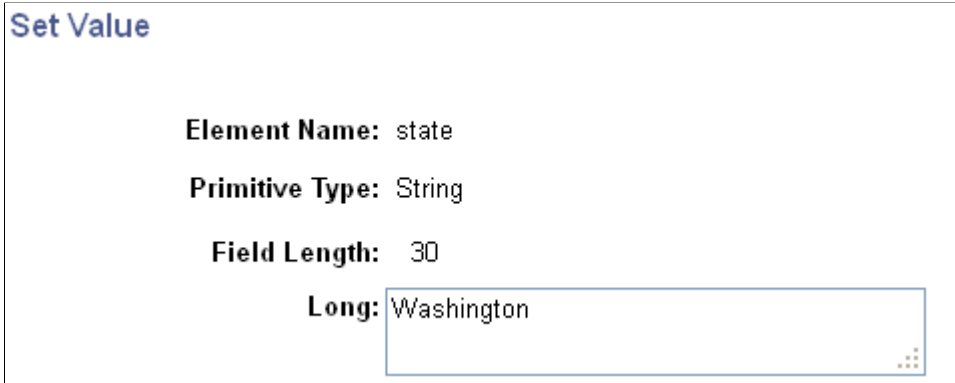 Set Value
Element Name: state
Primitive Type: String
Field Length: 30
Long: Washington